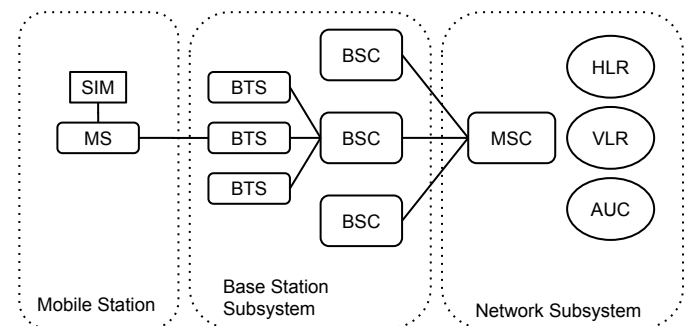 BSC
HLR
SIM
BTS
MS
BTS
BSC
MSC
VLR
BTS
BSC
AUC
Mobile Station
Base Station
Subsystem
Network Subsystem